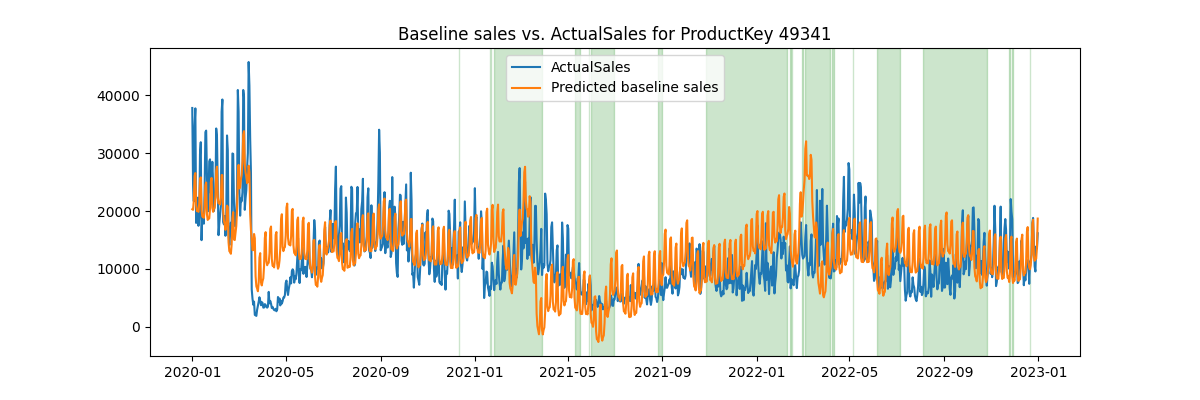 Baseline sales vs. ActualSales for ProductKey 49341
ActualSales
Predicted baseline sales
40000
30000
20000
10000
0
2020-01 2020-05 2020-09 2021-01 2021-05 2021-09 2022-01 2022-05 2022-09 2023-01